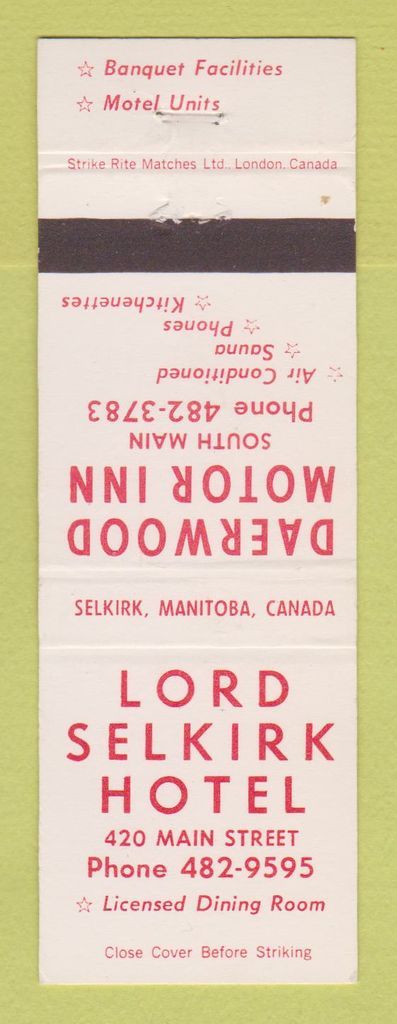 ☆ Banquet Facilities
☆ Motel Units
Strike Rite Matches Ltd., London, Canada
DAERWOOD
MOTOR INN
SOUTH MAIN
Phone 482-3783
☆ Air Conditioned
☆ Sauna
☆ Phones
☆ Kitchenettes
SELKIRK, MANITOBA, CANADA
LORD
SELKIRK
HOTEL
420 MAIN STREET
Phone 482-9595
☆ Licensed Dining Room
Close Cover Before Striking